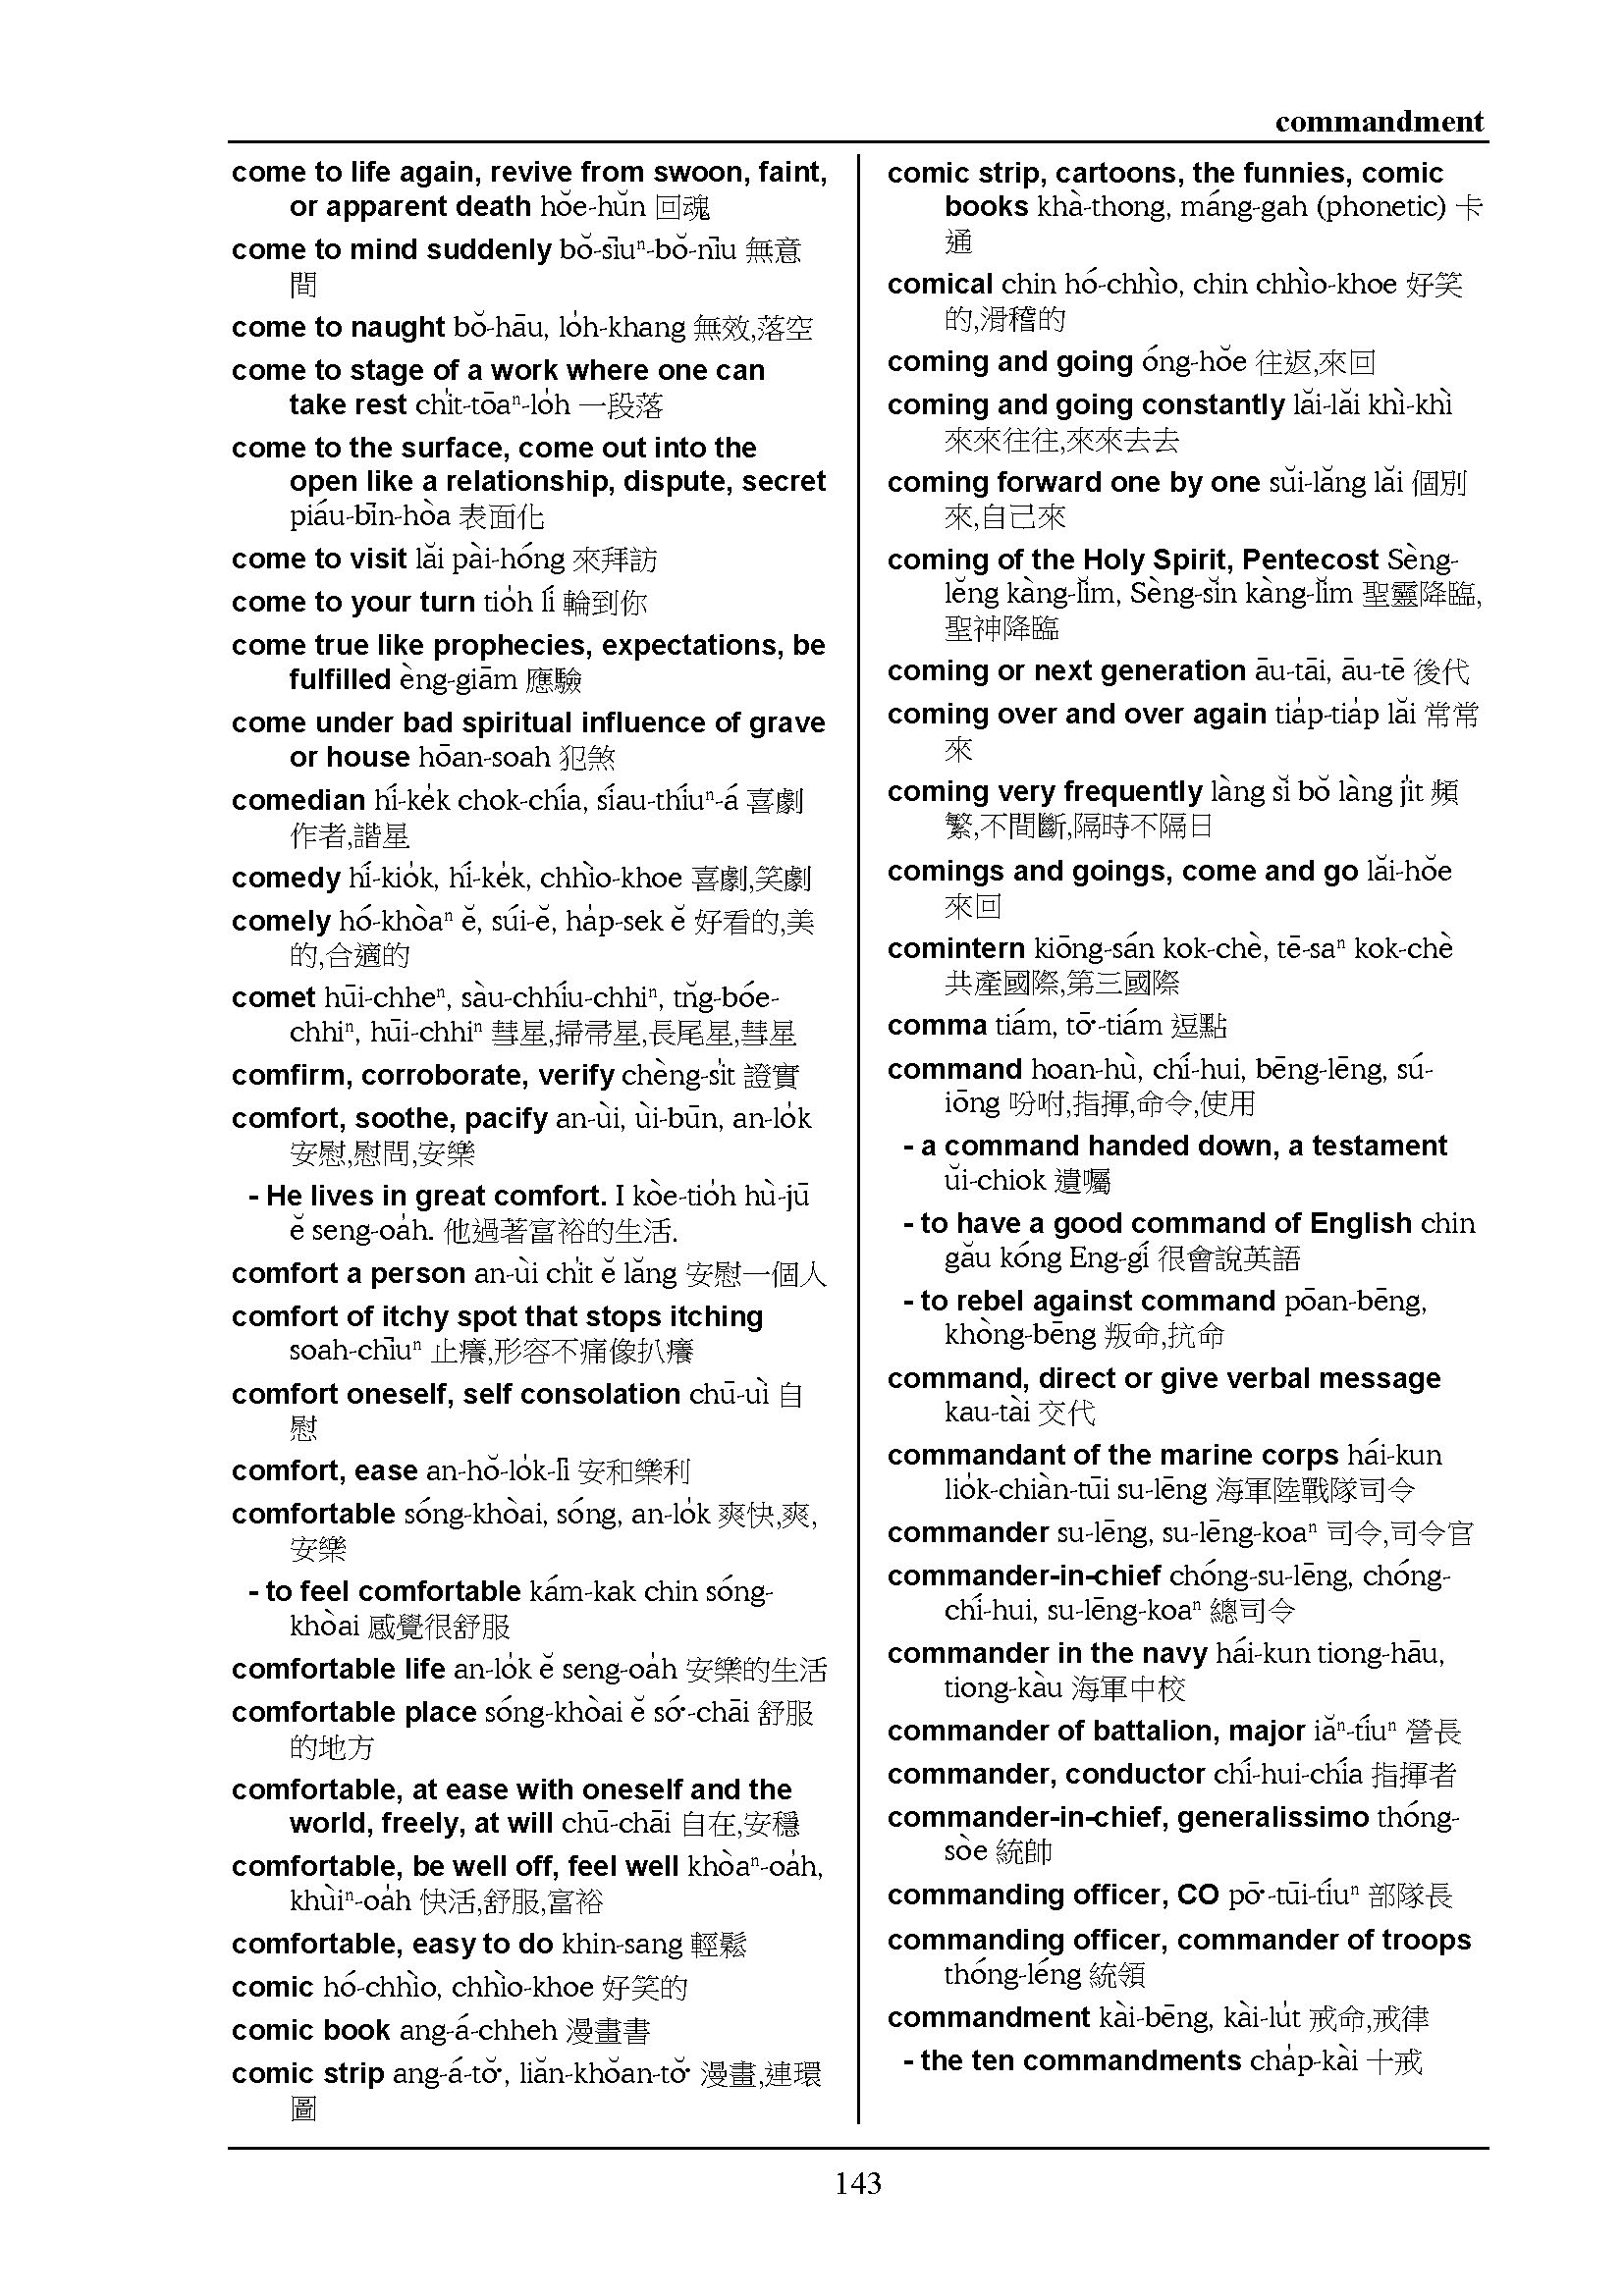 commandment
come to life again, revive from swoon, faint,
or apparent death hŏe-hŭn 回魂
come to mind suddenly bŏ-sīuⁿ-bŏ-nīu 無意
間
come to naught bŏ-hāu, lo̍h-khang 無效,落空
come to stage of a work where one can
take rest chi̍t-tōaⁿ-lo̍h 一段落
come to the surface, come out into the
open like a relationship, dispute, secret
piáu-bīn-hòa 表面化
come to visit lăi pài-hóng 來拜訪
come to your turn tio̍h lí 輪到你
come true like prophecies, expectations, be
fulfilled èng-giām 應驗
come under bad spiritual influence of grave
or house hōan-soah 犯煞
comedian hí-ke̍k chok-chía, síau-thíuⁿ-á 喜劇
作者,諧星
comedy hí-kio̍k, hí-ke̍k, chhìo-khoe 喜劇,笑劇
comely hó-khòaⁿ ĕ, súi-ĕ, ha̍p-sek ĕ 好看的,美
的,合適的
comet hūi-chheⁿ, sàu-chhíu-chhiⁿ, tn̆g-bóe-
chhiⁿ, hūi-chhiⁿ 彗星,掃帚星,長尾星,彗星
comfirm, corroborate, verify chèng-si̍t 證實
comfort, soothe, pacify an-ùi, ùi-būn, an-lo̍k
安慰,慰問,安樂
- He lives in great comfort. I kòe-tio̍h hù-jū
ĕ seng-oa̍h. 他過著富裕的生活.
comfort a person an-ùi chi̍t ĕ lăng 安慰一個人
comfort of itchy spot that stops itching
soah-chīuⁿ 止癢,形容不痛像扒癢
comfort oneself, self consolation chū-uì 自
慰
comfort, ease an-hŏ-lo̍k-lī 安和樂利
comfortable sóng-khòai, sóng, an-lo̍k 爽快,爽,
安樂
- to feel comfortable kám-kak chin sóng-
khòai 感覺很舒服
comfortable life an-lo̍k ĕ seng-oa̍h 安樂的生活
comfortable place sóng-khòai ĕ só͘-chāi 舒服
的地方
comfortable, at ease with oneself and the
world, freely, at will chū-chāi 自在,安穩
comfortable, be well off, feel well khòaⁿ-oa̍h,
khùiⁿ-oa̍h 快活,舒服,富裕
comfortable, easy to do khin-sang 輕鬆
comic hó-chhìo, chhìo-khoe 好笑的
comic book ang-á-chheh 漫畫書
comic strip ang-á-tŏ͘, liăn-khŏan-tŏ͘ 漫畫,連環
圖
comic strip, cartoons, the funnies, comic
books khà-thong, máng-gah (phonetic) 卡
通
comical chin hó-chhìo, chin chhìo-khoe 好笑
的,滑稽的
coming and going óng-hŏe 往返,來回
coming and going constantly lăi-lăi khì-khì
來來往往,來來去去
coming forward one by one sŭi-lăng lăi 個別
來,自己來
coming of the Holy Spirit, Pentecost Sèng-
lĕng kàng-lĭm, Sèng-sĭn kàng-lĭm 聖靈降臨,
聖神降臨
coming or next generation āu-tāi, āu-tē 後代
coming over and over again tia̍p-tia̍p lăi 常常
來
coming very frequently làng sĭ bŏ làng ji̍t 頻
繁,不間斷,隔時不隔日
comings and goings, come and go lăi-hŏe
來回
comintern kiōng-sán kok-chè, tē-saⁿ kok-chè
共產國際,第三國際
comma tiám, tō͘-tiám 逗點
command hoan-hù, chí-hui, bēng-lēng, sú-
iōng 吩咐,指揮,命令,使用
- a command handed down, a testament
ŭi-chiok 遺囑
- to have a good command of English chin
gău kóng Eng-gí 很會說英語
- to rebel against command pōan-bēng,
khòng-bēng 叛命,抗命
command, direct or give verbal message
kau-tài 交代
commandant of the marine corps hái-kun
lio̍k-chiàn-tūi su-lēng 海軍陸戰隊司令
commander su-lēng, su-lēng-koaⁿ 司令,司令官
commander-in-chief chóng-su-lēng, chóng-
chí-hui, su-lēng-koaⁿ 總司令
commander in the navy hái-kun tiong-hāu,
tiong-kàu 海軍中校
commander of battalion, major iăⁿ-tíuⁿ 營長
commander, conductor chí-hui-chía 指揮者
commander-in-chief, generalissimo thóng-
sòe 統帥
commanding officer, CO pō͘-tūi-tíuⁿ 部隊長
commanding officer, commander of troops
thóng-léng 統領
commandment kài-bēng, kài-lu̍t 戒命,戒律
- the ten commandments cha̍p-kài 十戒
143